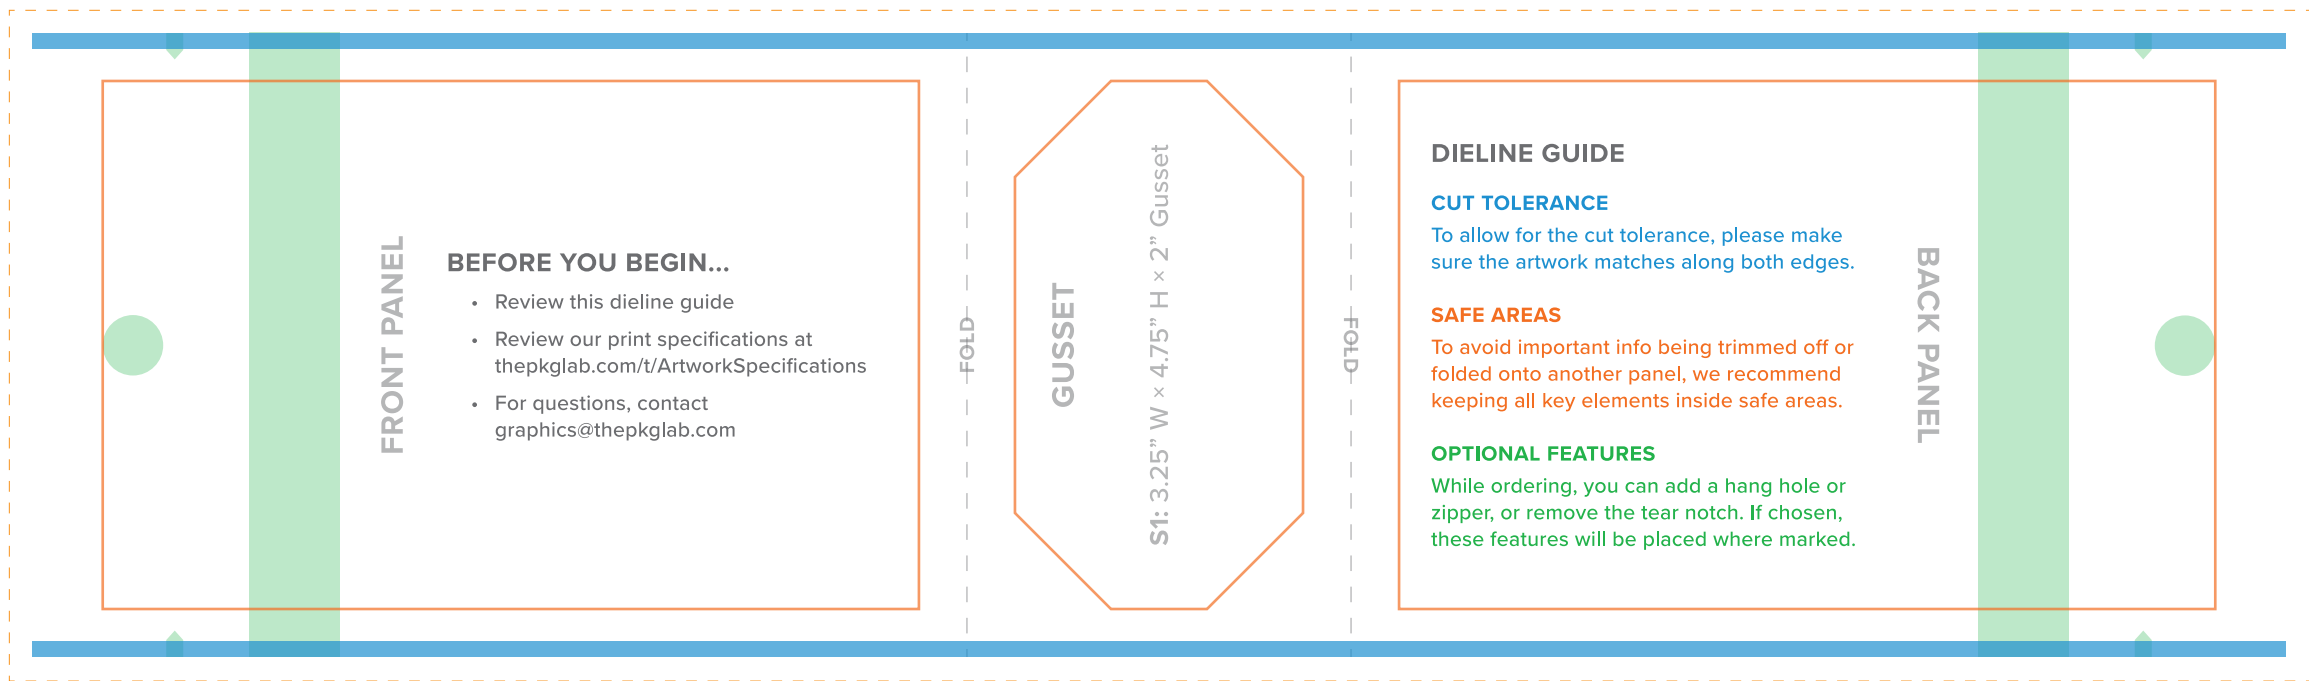 FRONT PANEL
BEFORE YOU BEGIN...
• Review this dieline guide
• Review our print specifications at
thepkglab.com/t/ArtworkSpecifications
• For questions, contact
graphics@thepkglab.com
FOLD
GUSSET
S1: 3.25” W × 4.75” H × 2” Gusset
FOLD
DIELINE GUIDE
CUT TOLERANCE
To allow for the cut tolerance, please make
sure the artwork matches along both edges.
SAFE AREAS
To avoid important info being trimmed off or
folded onto another panel, we recommend
keeping all key elements inside safe areas.
OPTIONAL FEATURES
While ordering, you can add a hang hole or
zipper, or remove the tear notch. If chosen,
these features will be placed where marked.
BACK PANEL